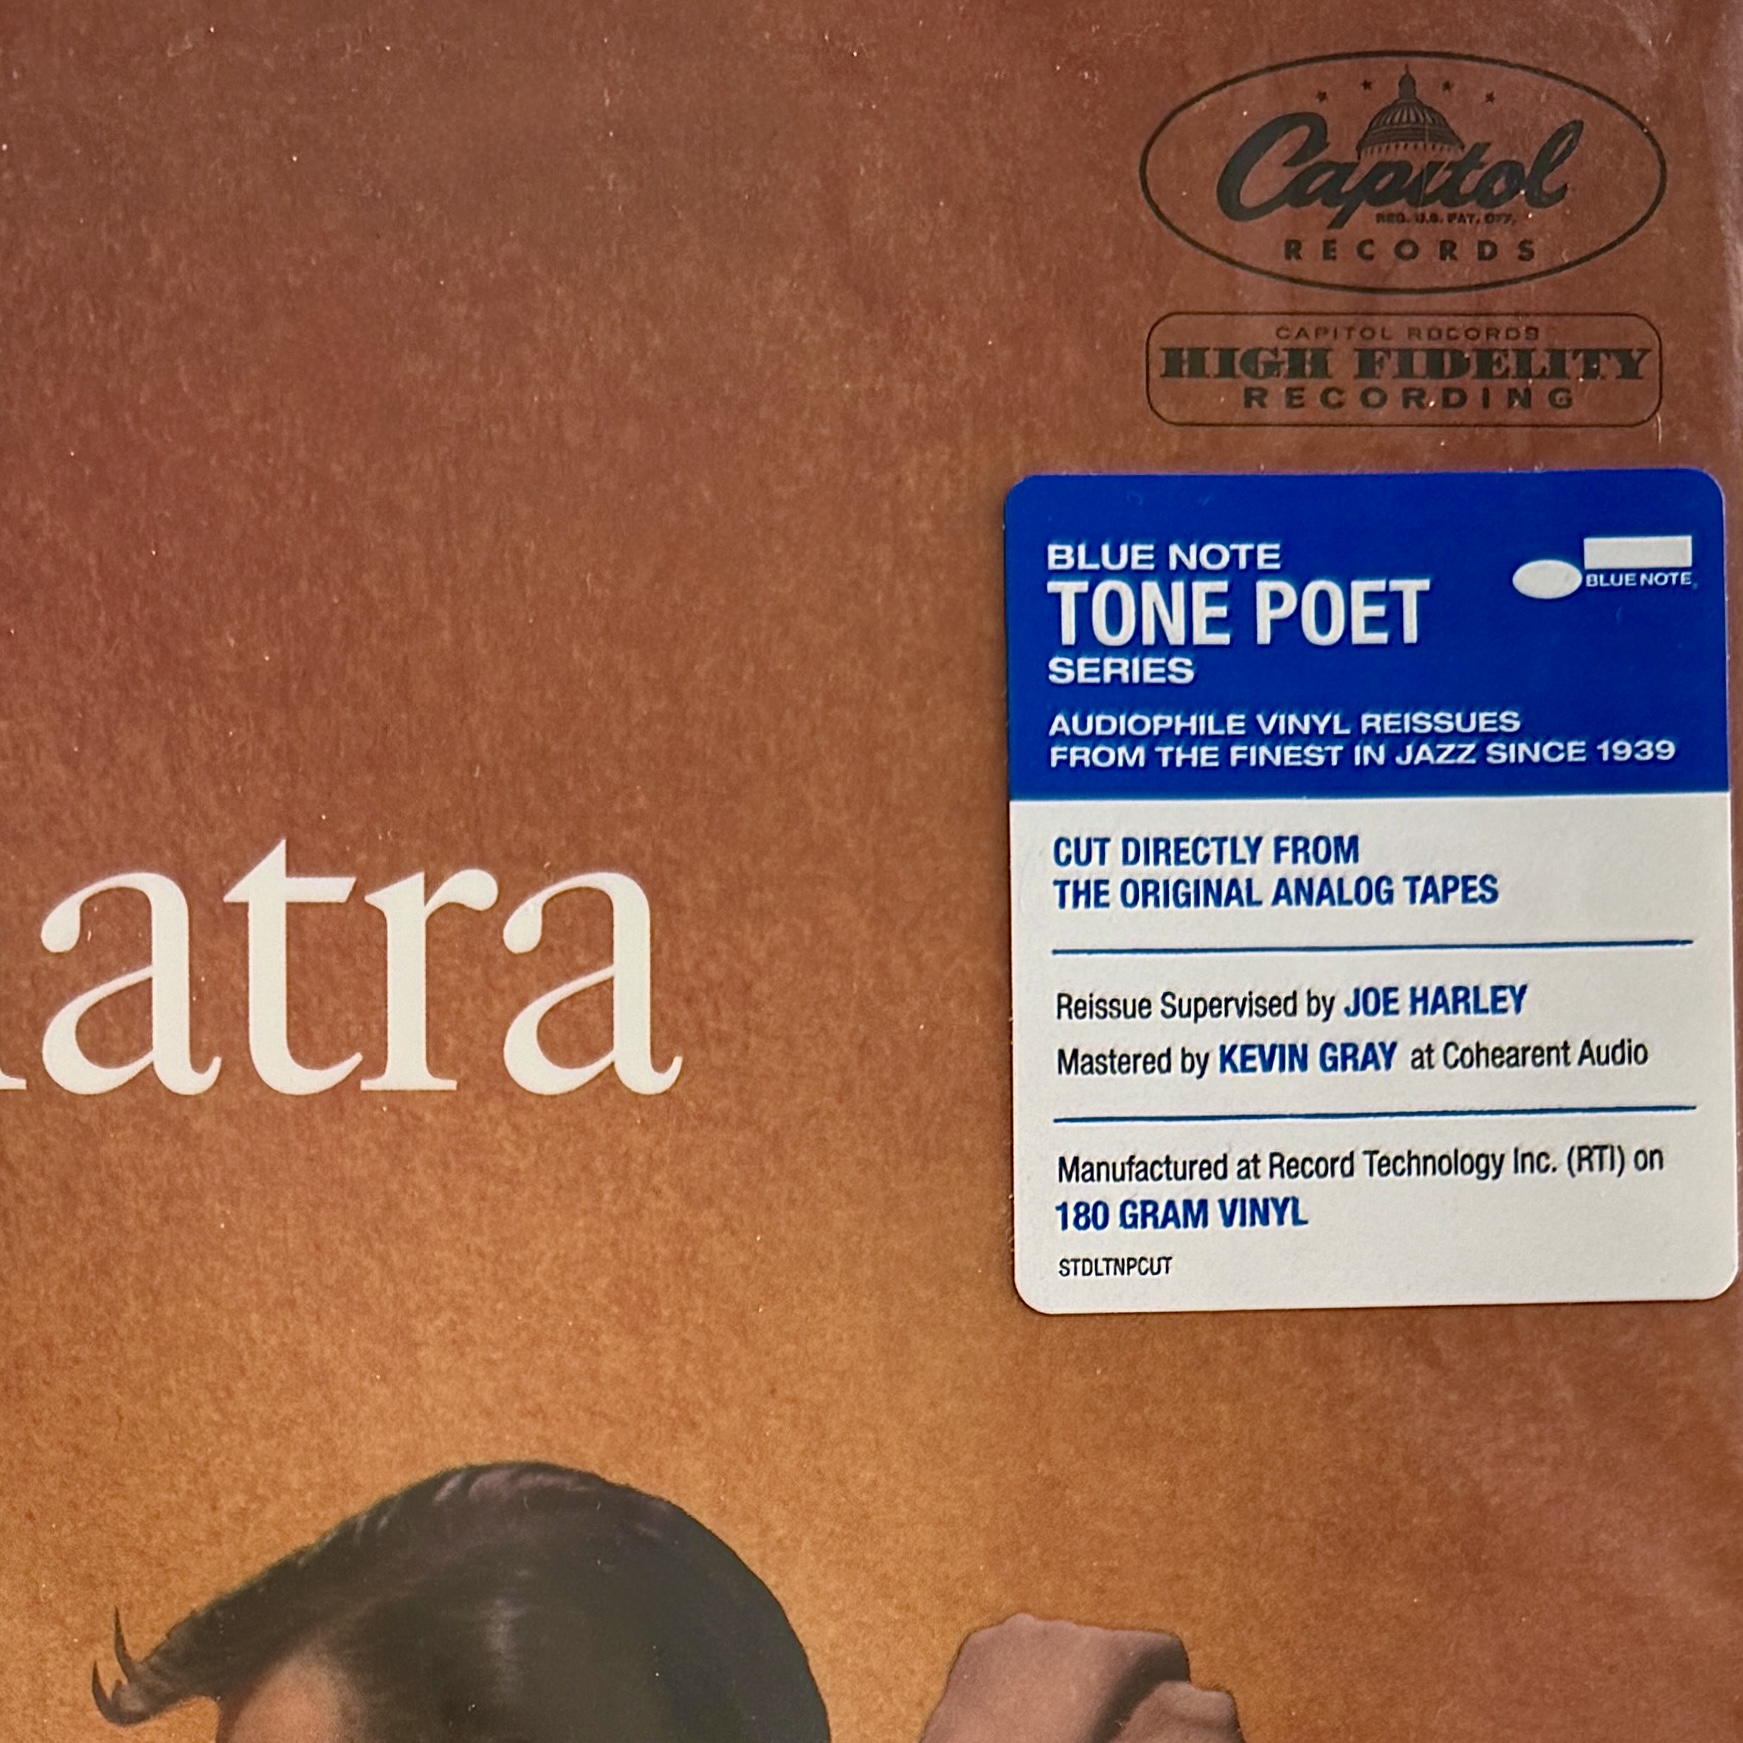 Capitol
REG. U.S. PAT. OFF.
RECORDS
CAPITOL RECORDS
HIGH FIDELITY
RECORDING
BLUE NOTE
TONE POET
SERIES
BLUE NOTE
AUDIOPHILE VINYL REISSUES
FROM THE FINEST IN JAZZ SINCE 1939
CUT DIRECTLY FROM
THE ORIGINAL ANALOG TAPES
atra
Reissue Supervised by JOE HARLEY
Mastered by KEVIN GRAY at Cohearent Audio
Manufactured at Record Technology Inc. (RTI) on
180 GRAM VINYL
STDLTNPCUT